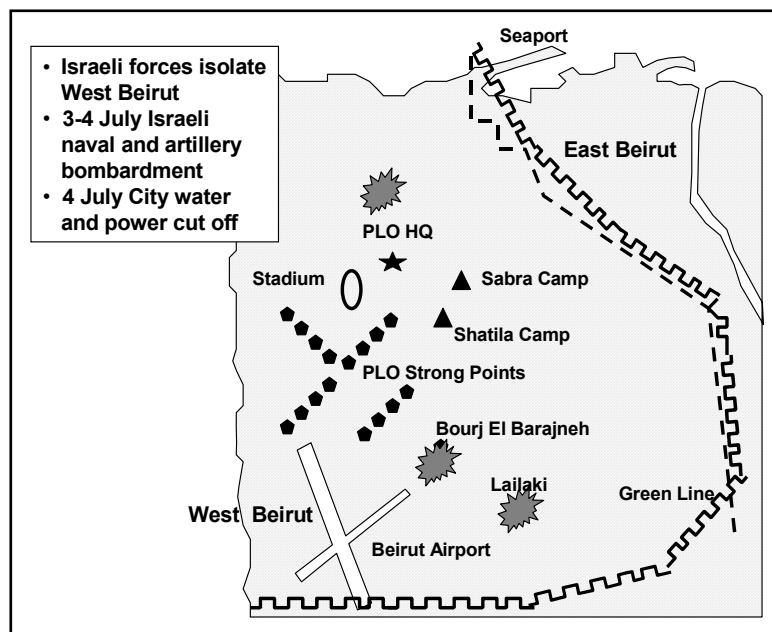 Seaport
• Israeli forces isolate
West Beirut
• 3-4 July Israeli
naval and artillery
bombardment
• 4 July City water
and power cut off
East Beirut
PLO HQ
Stadium
Sabra Camp
Shatila Camp
PLO Strong Points
Bourj El Barajneh
Lailaki
Green Line
West Beirut
Beirut Airport